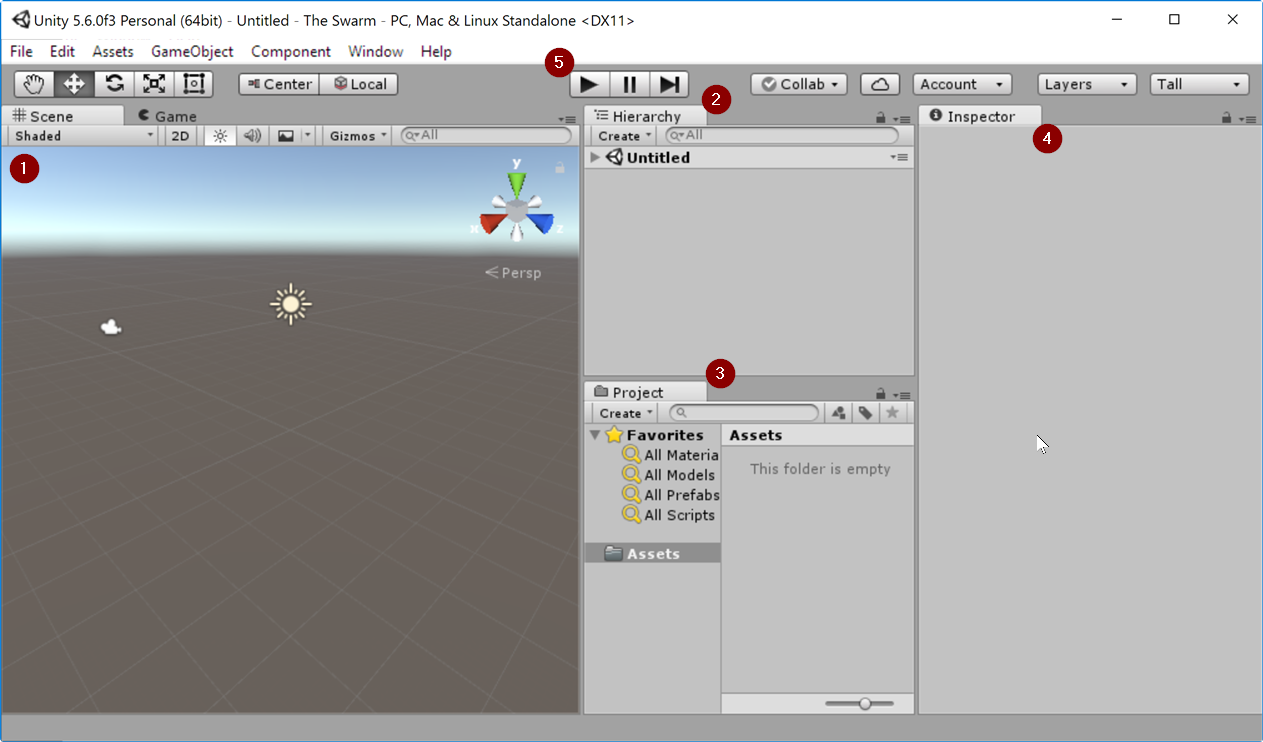 Unity 5.6.0f3 Personal (64bit) - Untitled - The Swarm - PC, Mac & Linux Standalone <DX11>
File Edit Assets GameObject Component Window Help
Center Local 5 Collab Account Layers Tall
2
Scene Game
Shaded 2D Gizmos All
1
y
x z
Persp
Hierarchy
Create All
Untitled
3
Project
Create
Favorites
All Materia
All Models
All Prefabs
All Scripts
Assets
Assets
This folder is empty
Inspector
4